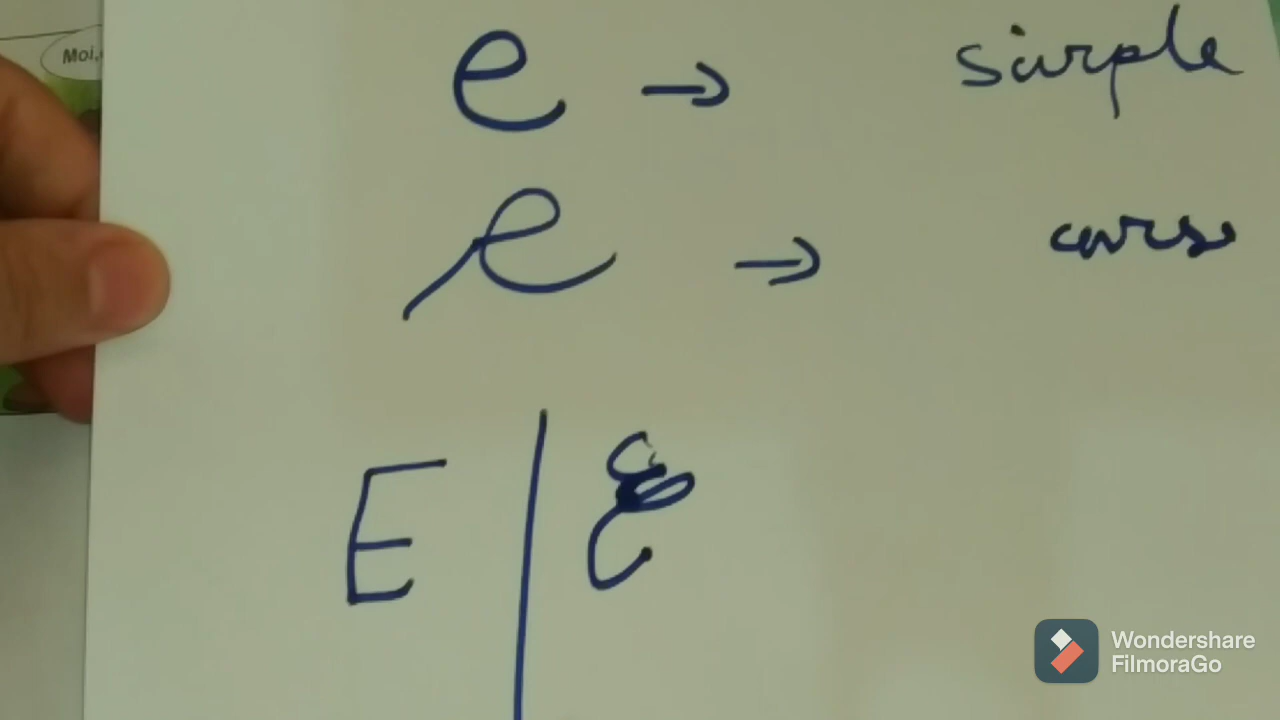 Moi,
e → simple
e →
E | E
Wondershare
FilmoraGo